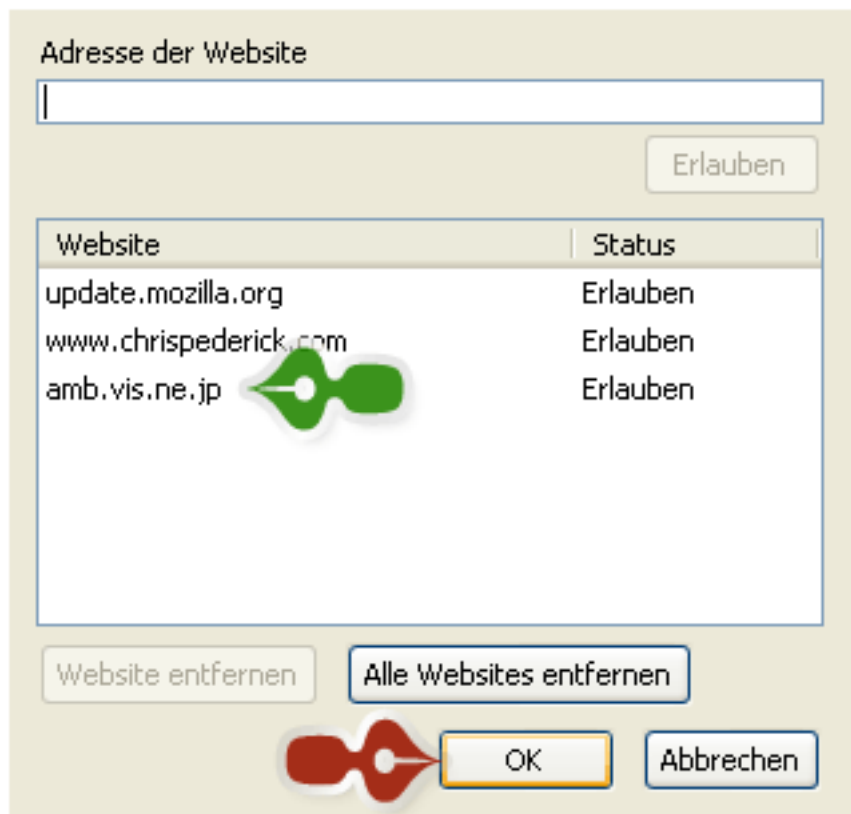 Adresse der Website
Erlauben
Website Status
update.mozilla.org Erlauben
www.chrispederick.com Erlauben
amb.vis.ne.jp Erlauben
Website entfernen Alle Websites entfernen
OK Abbrechen